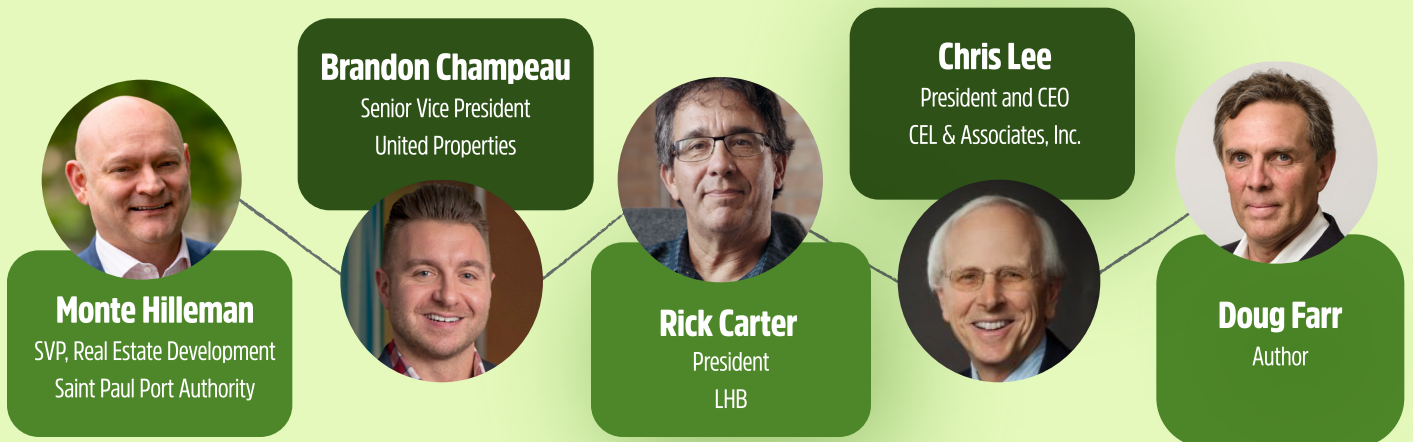 Monte Hilleman
SVP, Real Estate Development
Saint Paul Port Authority
Brandon Champeau
Senior Vice President
United Properties
Rick Carter
President
LHB
Chris Lee
President and CEO
CEL & Associates, Inc.
Doug Farr
Author